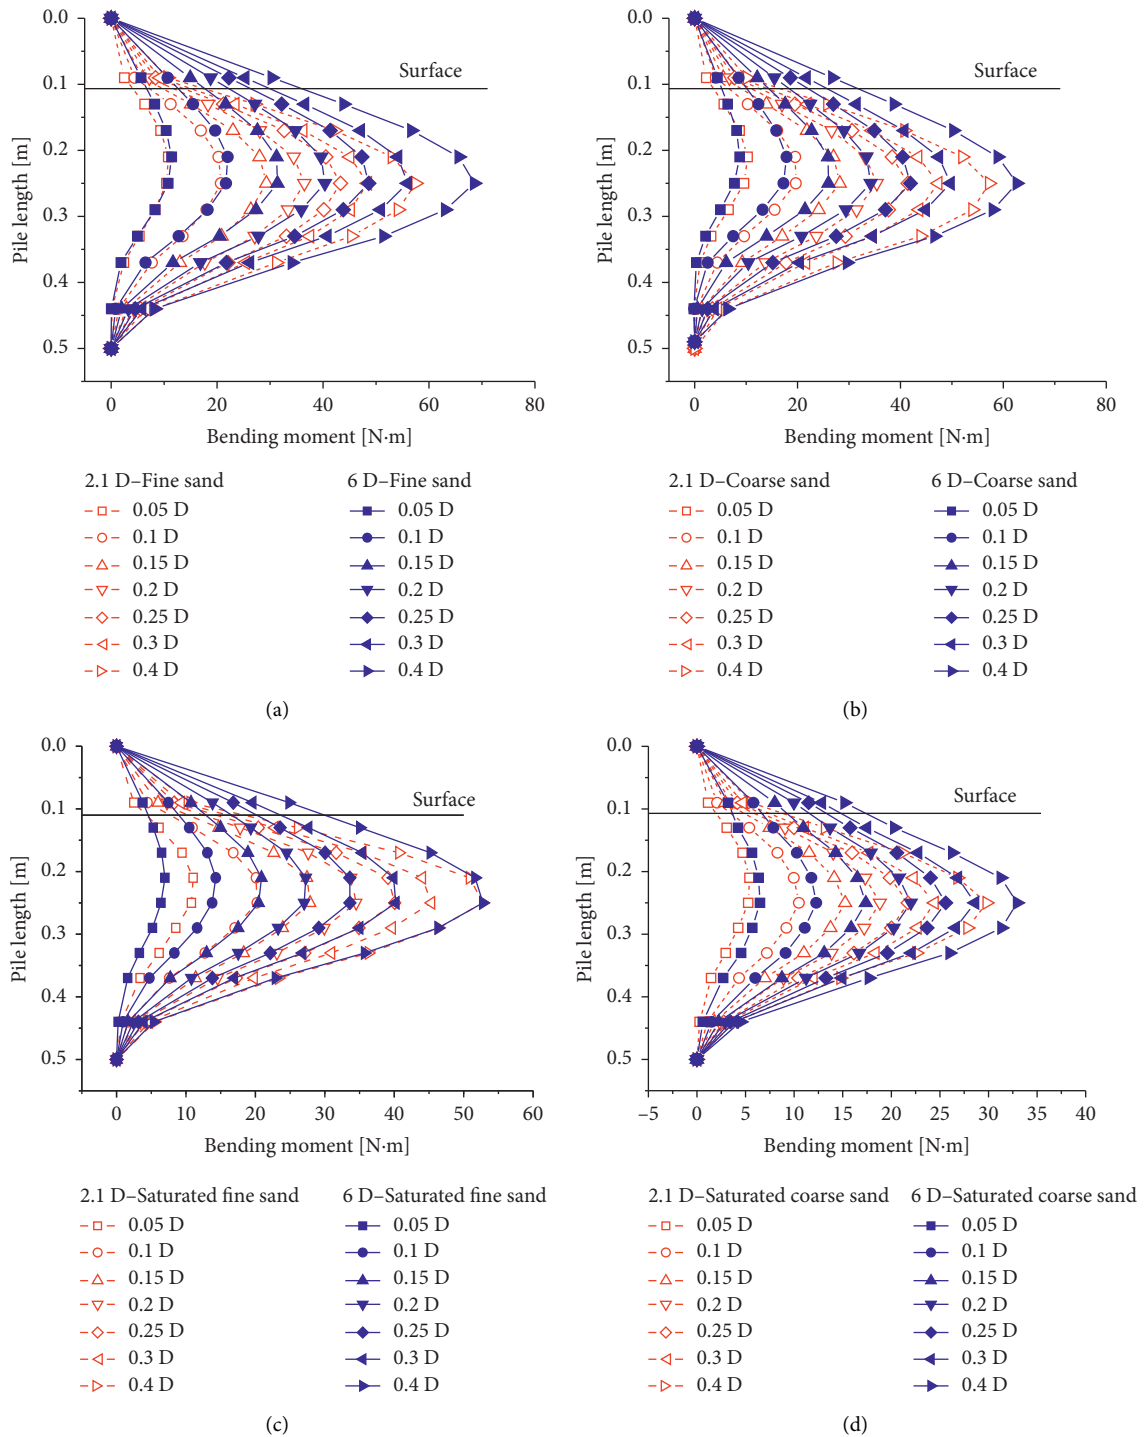 0.0
0.1
0.2
0.3
0.4
0.5
Pile length [m]
Surface
0 20 40 60 80
Bending moment [N·m]
2.1 D–Fine sand
0.05 D
0.1 D
0.15 D
0.2 D
0.25 D
0.3 D
0.4 D
6 D–Fine sand
0.05 D
0.1 D
0.15 D
0.2 D
0.25 D
0.3 D
0.4 D
(a)
0.0
0.1
0.2
0.3
0.4
0.5
Pile length [m]
Surface
0 20 40 60 80
Bending moment [N·m]
2.1 D–Coarse sand
0.05 D
0.1 D
0.15 D
0.2 D
0.25 D
0.3 D
0.4 D
6 D–Coarse sand
0.05 D
0.1 D
0.15 D
0.2 D
0.25 D
0.3 D
0.4 D
(b)
0.0
0.1
0.2
0.3
0.4
0.5
Pile length [m]
Surface
0 10 20 30 40 50 60
Bending moment [N·m]
2.1 D–Saturated fine sand
0.05 D
0.1 D
0.15 D
0.2 D
0.25 D
0.3 D
0.4 D
6 D–Saturated fine sand
0.05 D
0.1 D
0.15 D
0.2 D
0.25 D
0.3 D
0.4 D
(c)
0.0
0.1
0.2
0.3
0.4
0.5
Pile length [m]
Surface
–5 0 5 10 15 20 25 30 35 40
Bending moment [N·m]
2.1 D–Saturated coarse sand
0.05 D
0.1 D
0.15 D
0.2 D
0.25 D
0.3 D
0.4 D
6 D–Saturated coarse sand
0.05 D
0.1 D
0.15 D
0.2 D
0.25 D
0.3 D
0.4 D
(d)